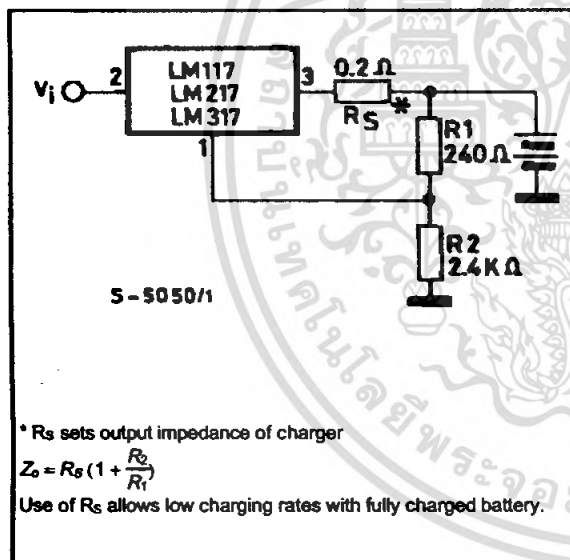 LM117
LM217
LM317
Vi
2
3
1
0.2Ω
RS
*
R1
240Ω
R2
2.4KΩ
S-5050/1
* Rs sets output impedance of charger
Zo = RS (1 + R2/R1)
Use of Rs allows low charging rates with fully charged battery.